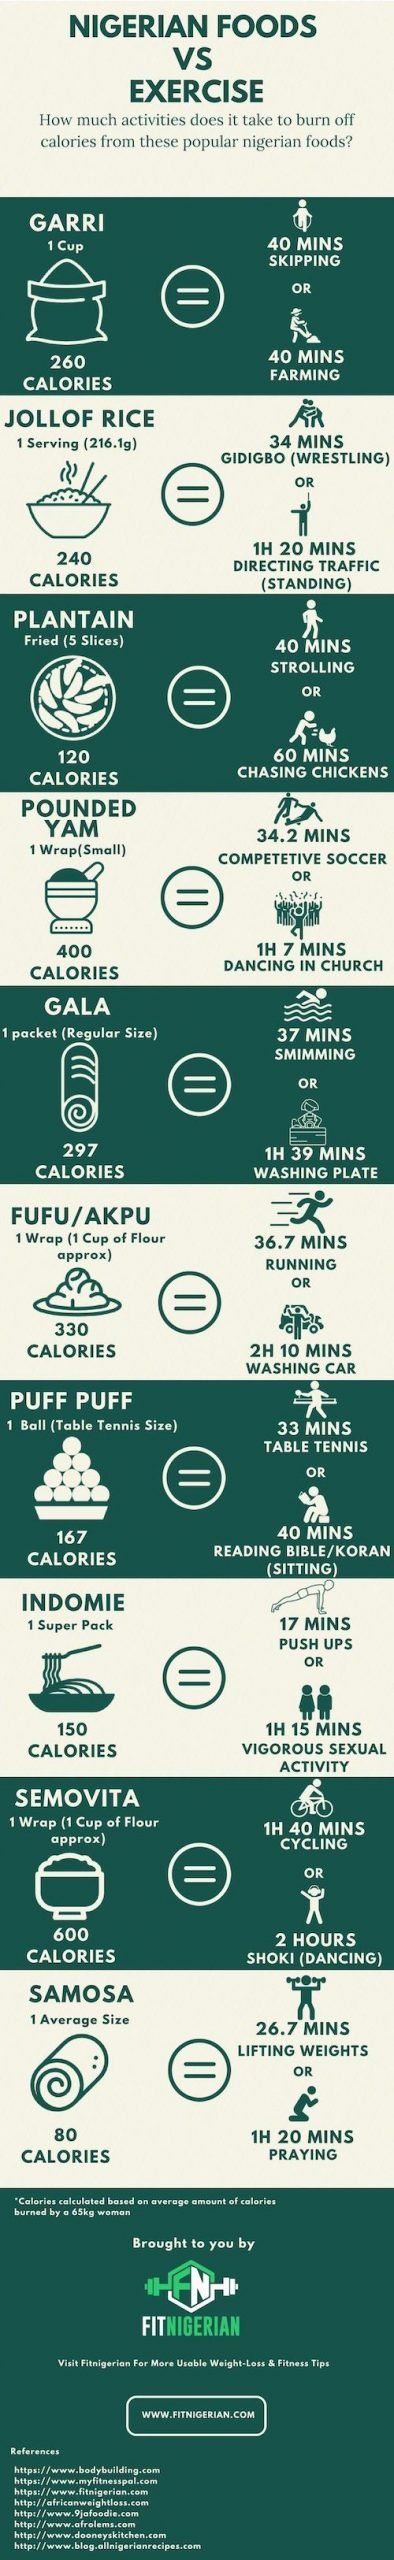 NIGERIAN FOODS
VS
EXERCISE
How much activities does it take to burn off
calories from these popular nigerian foods?
GARRI
1 Cup
260
CALORIES
40 MINS
SKIPPING
OR
40 MINS
FARMING
JOLLOF RICE
1 Serving (216.1g)
240
CALORIES
34 MINS
GIDIGBO (WRESTLING)
OR
1H 20 MINS
DIRECTING TRAFFIC
(STANDING)
PLANTAIN
Fried (5 Slices)
120
CALORIES
40 MINS
STROLLING
OR
60 MINS
CHASING CHICKENS
POUNDED
YAM
1 Wrap(Small)
400
CALORIES
34.2 MINS
COMPETETIVE SOCCER
OR
1H 7 MINS
DANCING IN CHURCH
GALA
1 packet (Regular Size)
297
CALORIES
37 MINS
SMIMMING
OR
1H 39 MINS
WASHING PLATE
FUFU/AKPU
1 Wrap (1 Cup of Flour
approx)
330
CALORIES
36.7 MINS
RUNNING
OR
2H 10 MINS
WASHING CAR
PUFF PUFF
1 Ball (Table Tennis Size)
167
CALORIES
33 MINS
TABLE TENNIS
OR
40 MINS
READING BIBLE/KORAN
(SITTING)
INDOMIE
1 Super Pack
150
CALORIES
17 MINS
PUSH UPS
OR
1H 15 MINS
VIGOROUS SEXUAL
ACTIVITY
SEMOVITA
1 Wrap (1 Cup of Flour
approx)
600
CALORIES
1H 40 MINS
CYCLING
OR
2 HOURS
SHOKI (DANCING)
SAMOSA
1 Average Size
80
CALORIES
26.7 MINS
LIFTING WEIGHTS
OR
1H 20 MINS
PRAYING
*Calories calculated based on average amount of calories
burned by a 65kg woman
Brought to you by
FN
FITNIGERIAN
Visit Fitnigerian For More Usable Weight-Loss & Fitness Tips
WWW.FITNIGERIAN.COM
References
https://www.bodybuilding.com
https://www.myfitnesspal.com
https://www.fitnigerian.com
http://africanweightloss.com
http://www.9jafoodie.com
http://www.afrolems.com
http://www.dooneyskitchen.com
http://www.blog.allnigerianrecipes.com